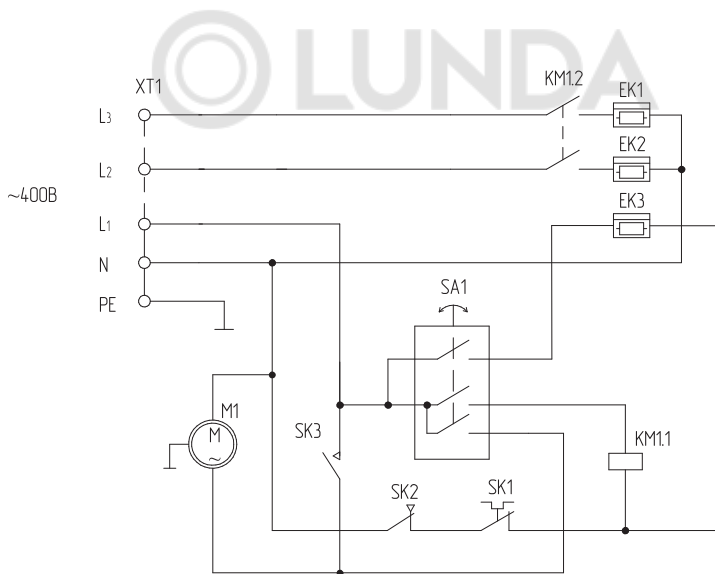 LUNDA
XT1
KM1.2
EK1
L3
EK2
L2
~400В
EK3
L1
N
SA1
PE
M1
M
~
SK3
KM1.1
SK2
SK1